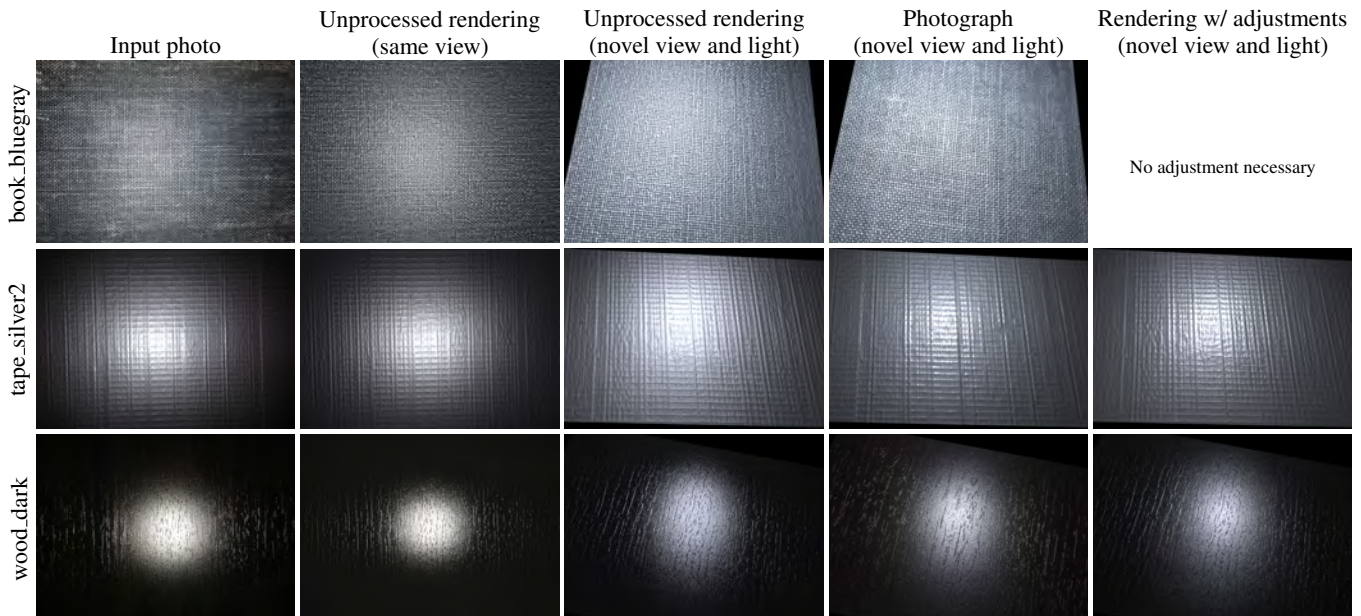 Input photo
Unprocessed rendering
(same view)
Unprocessed rendering
(novel view and light)
Photograph
(novel view and light)
Rendering w/ adjustments
(novel view and light)
book_bluegray
No adjustment necessary
tape_silver2
wood_dark